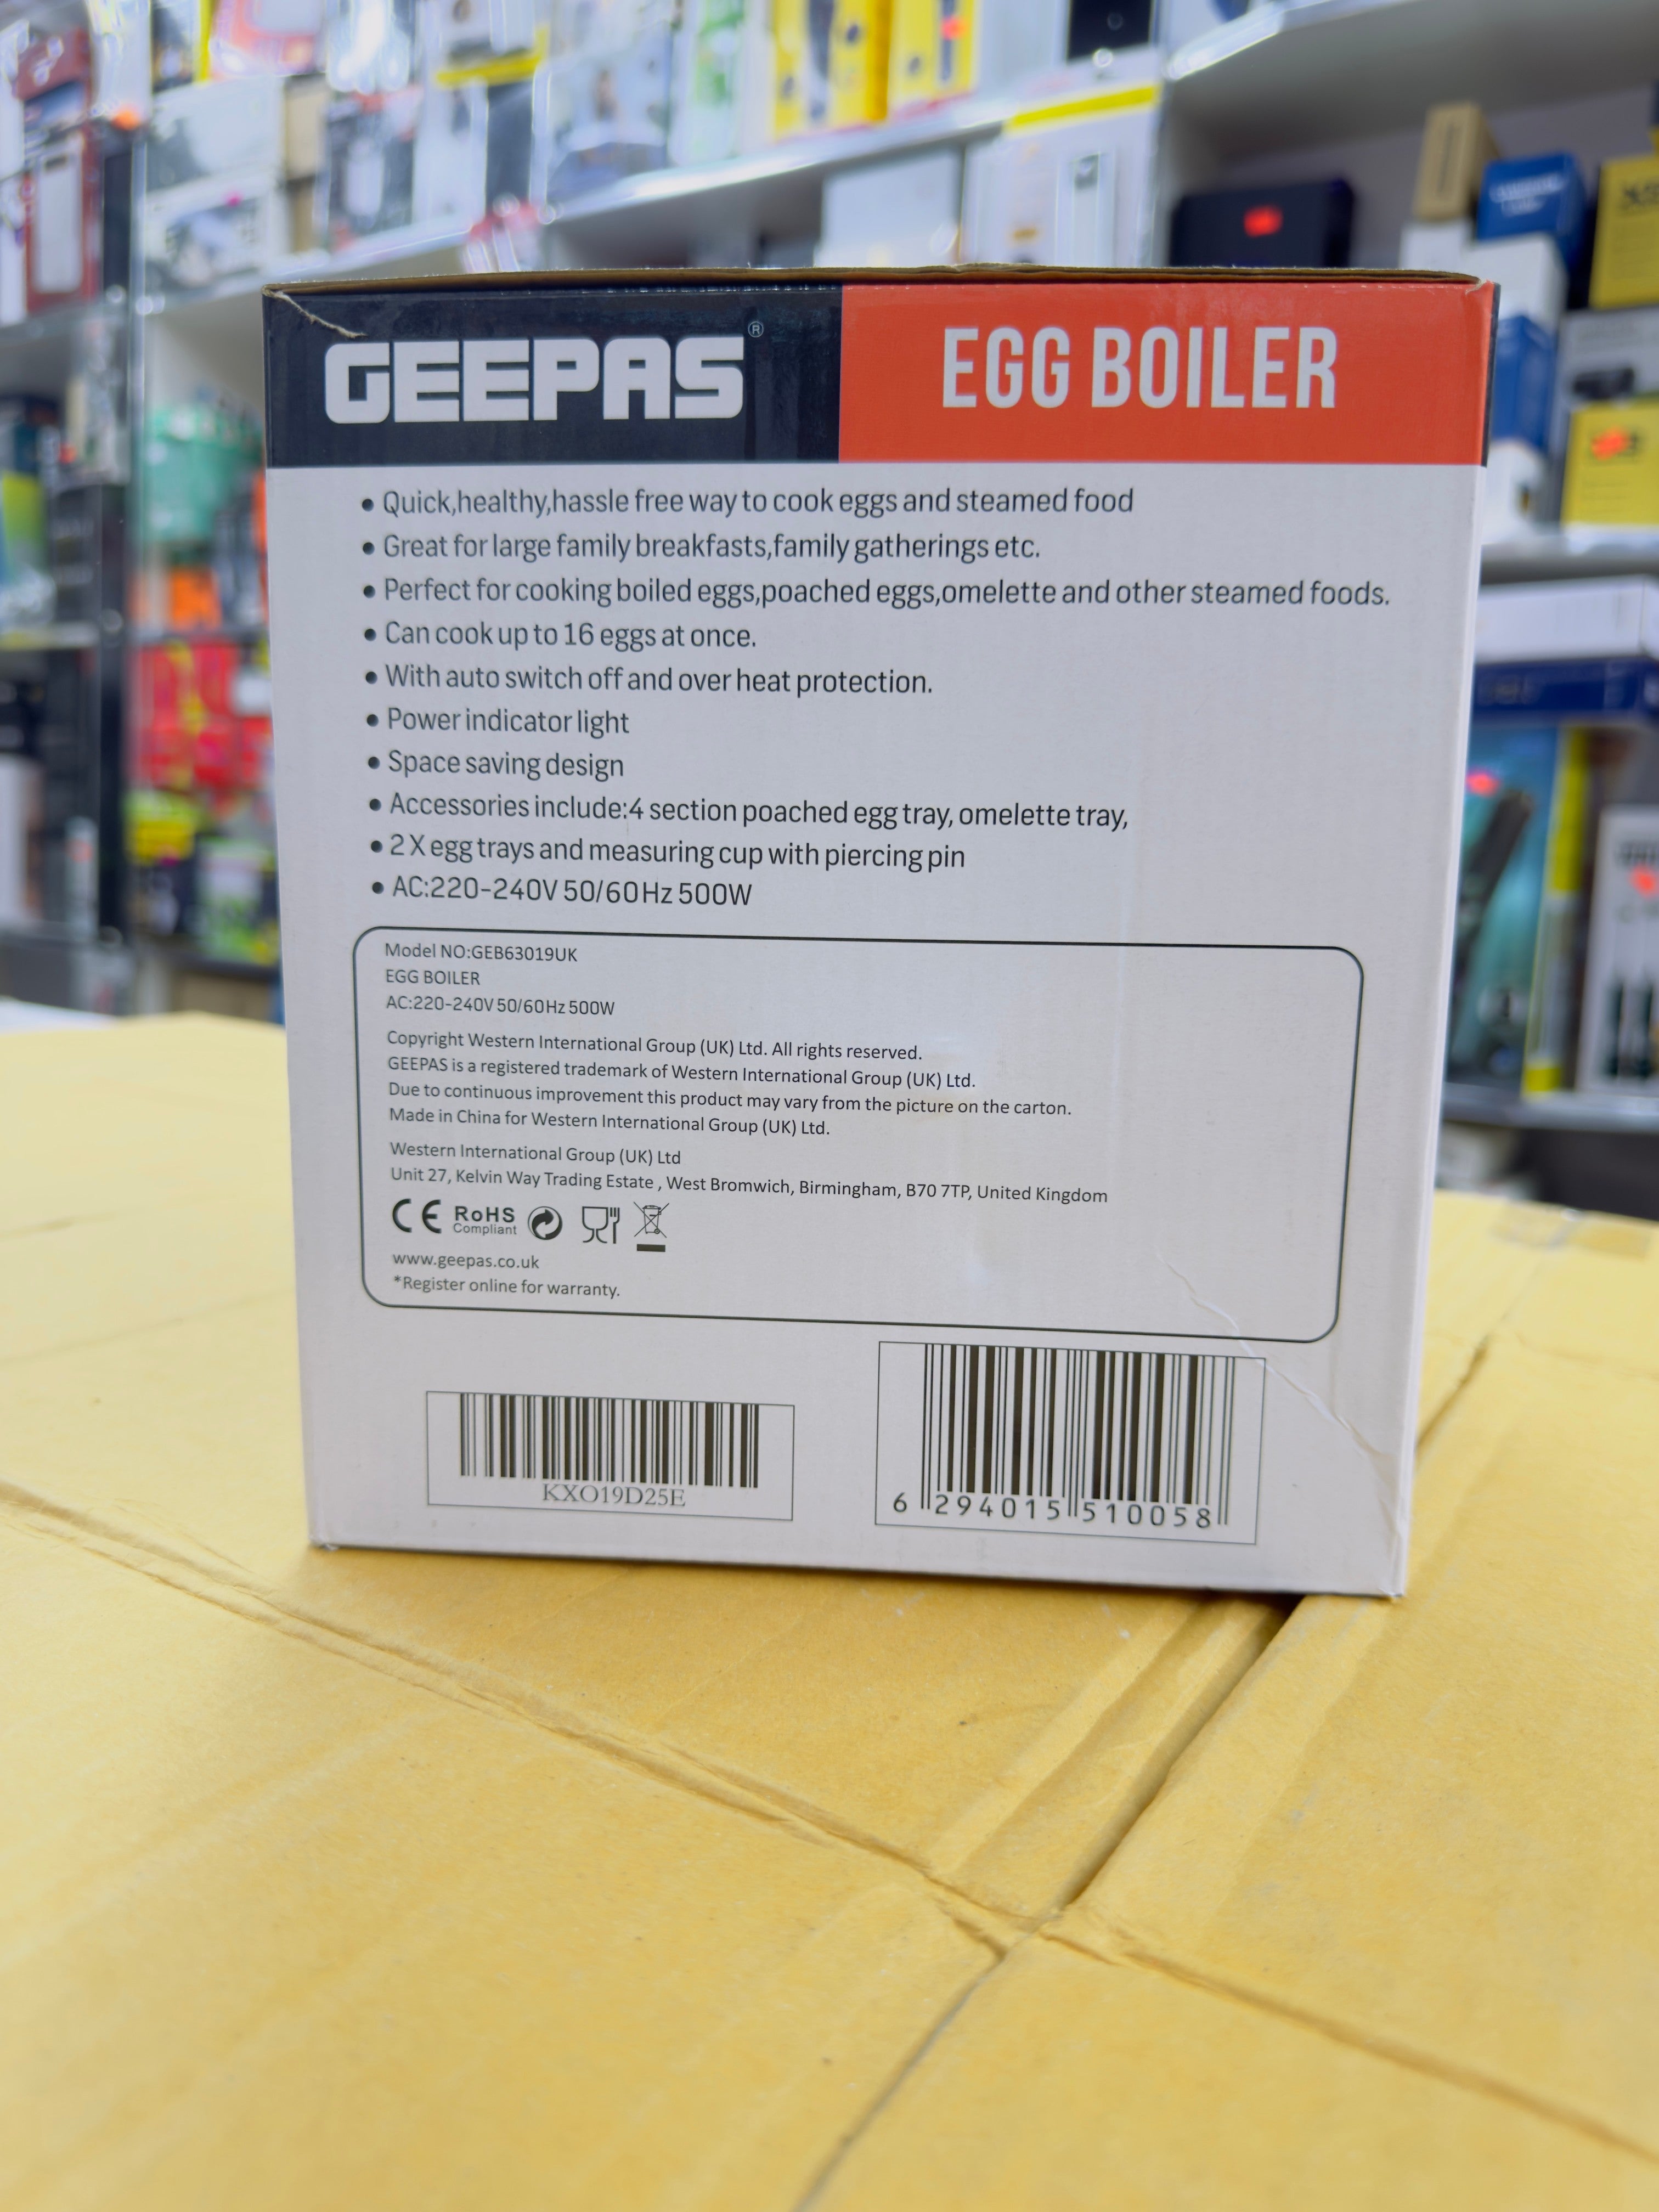 GEEPAS®
EGG BOILER
• Quick,healthy,hassle free way to cook eggs and steamed food
• Great for large family breakfasts,family gatherings etc.
• Perfect for cooking boiled eggs,poached eggs,omelette and other steamed foods.
• Can cook up to 16 eggs at once.
• With auto switch off and over heat protection.
• Power indicator light
• Space saving design
• Accessories include:4 section poached egg tray, omelette tray,
• 2 X egg trays and measuring cup with piercing pin
• AC:220-240V 50/60Hz 500W
Model NO:GEB63019UK
EGG BOILER
AC:220-240V 50/60Hz 500W
Copyright Western International Group (UK) Ltd. All rights reserved.
GEEPAS is a registered trademark of Western International Group (UK) Ltd.
Due to continuous improvement this product may vary from the picture on the carton.
Made in China for Western International Group (UK) Ltd.
Western International Group (UK) Ltd
Unit 27, Kelvin Way Trading Estate , West Bromwich, Birmingham, B70 7TP, United Kingdom
CE RoHS
Compliant
www.geepas.co.uk
*Register online for warranty.
KXO19D25E
6 294015 510058